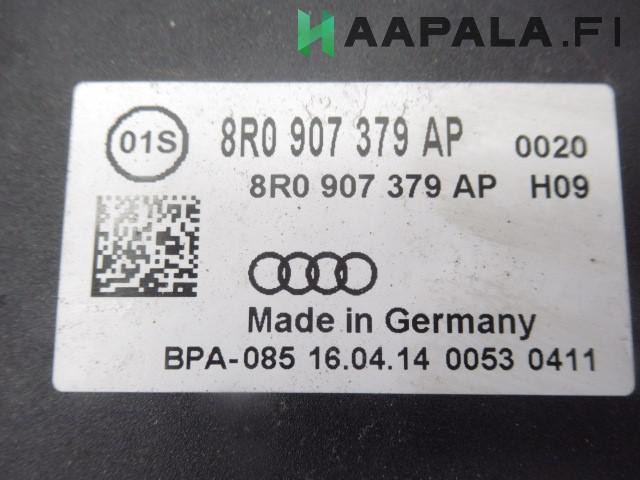 HAAPALA.FI
01S 8R0 907 379 AP 0020
8R0 907 379 AP H09
Made in Germany
BPA-085 16.04.14 0053 0411